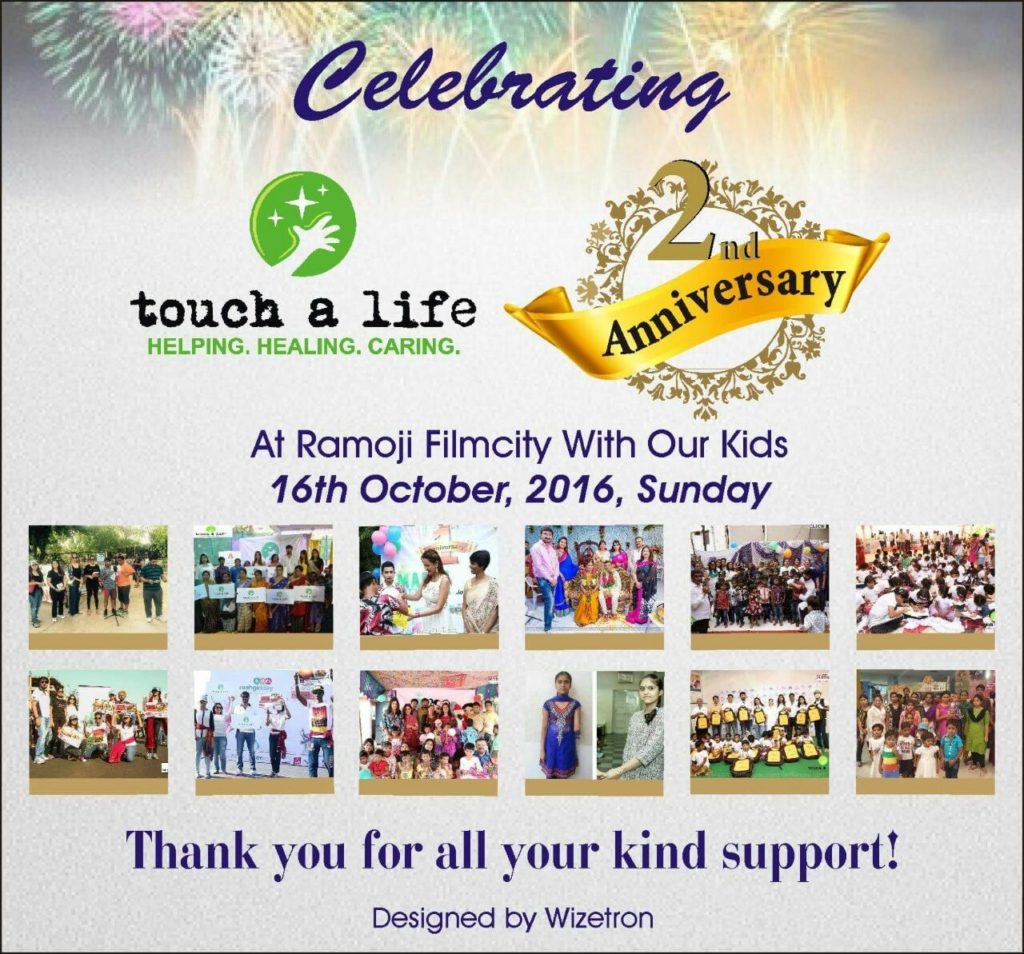 Celebrating
2nd
Anniversary
touch a life
HELPING. HEALING. CARING.
At Ramoji Filmcity With Our Kids
16th October, 2016, Sunday
Thank you for all your kind support!
Designed by Wizetron